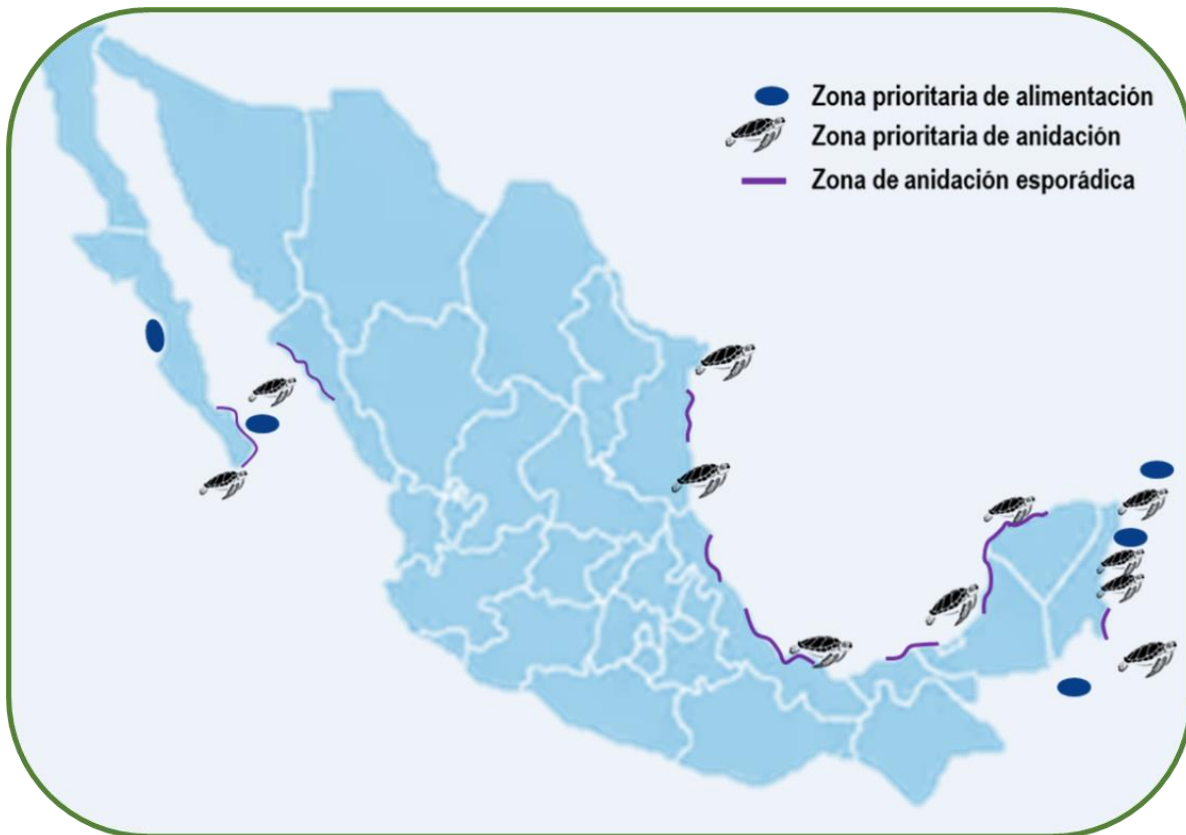 Zona prioritaria de alimentación
Zona prioritaria de anidación
Zona de anidación esporádica